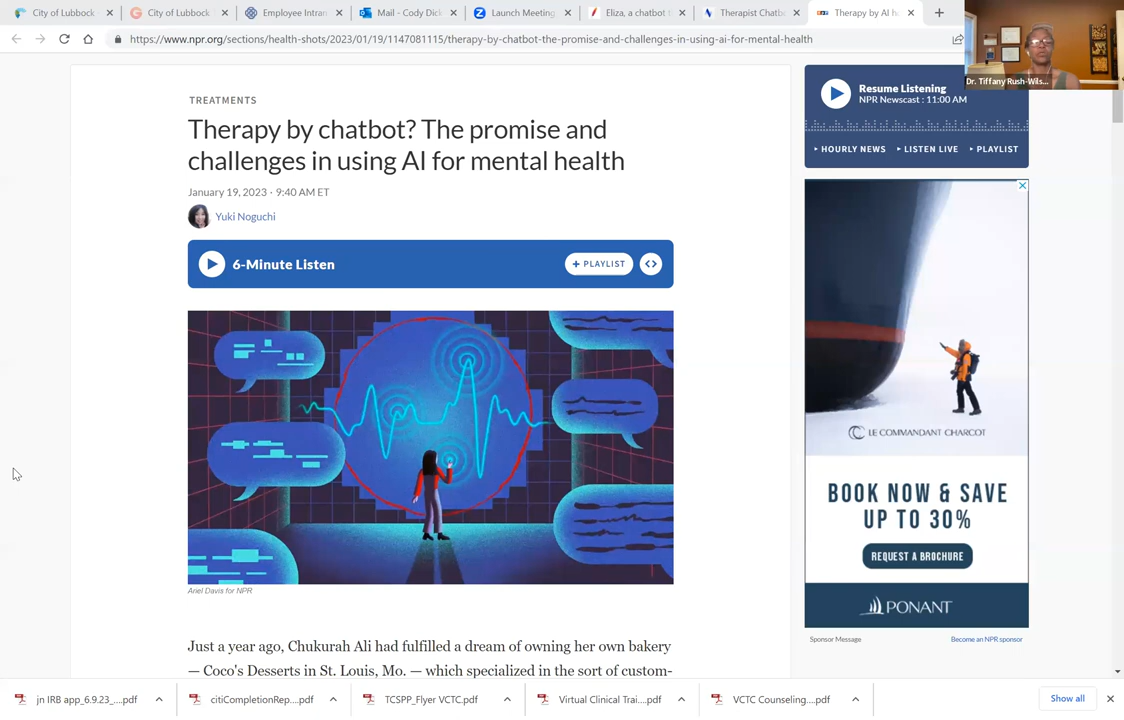 City of Lubbock
City of Lubbock
Employee Intran
Mail - Cody Dick
Launch Meeting
Eliza, a chatbot t
Therapist Chatb
Therapy by AI h
https://www.npr.org/sections/health-shots/2023/01/19/1147081115/therapy-by-chatbot-the-promise-and-challenges-in-using-ai-for-mental-health
Dr. Tiffany Rush-Wils...
TREATMENTS
Therapy by chatbot? The promise and
challenges in using AI for mental health
January 19, 2023 · 9:40 AM ET
Yuki Noguchi
6-Minute Listen
+ PLAYLIST
Ariel Davis for NPR
Just a year ago, Chukurah Ali had fulfilled a dream of owning her own bakery
— Coco's Desserts in St. Louis, Mo. — which specialized in the sort of custom-
Resume Listening
NPR Newscast : 11:00 AM
HOURLY NEWS
LISTEN LIVE
PLAYLIST
LE COMMANDANT CHARCOT
BOOK NOW & SAVE
UP TO 30%
REQUEST A BROCHURE
PONANT
Sponsor Message
Become an NPR sponsor
jn IRB app_6.9.23_....pdf
citiCompletionRep....pdf
TCSPP_Flyer VCTC.pdf
Virtual Clinical Trai....pdf
VCTC Counseling....pdf
Show all